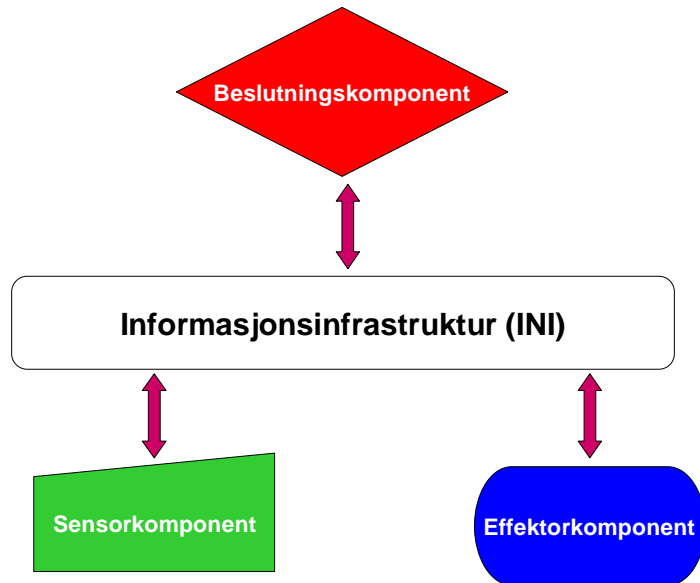 Beslutningskomponent
Informasjonsinfrastruktur (INI)
Sensorkomponent
Effektorkomponent